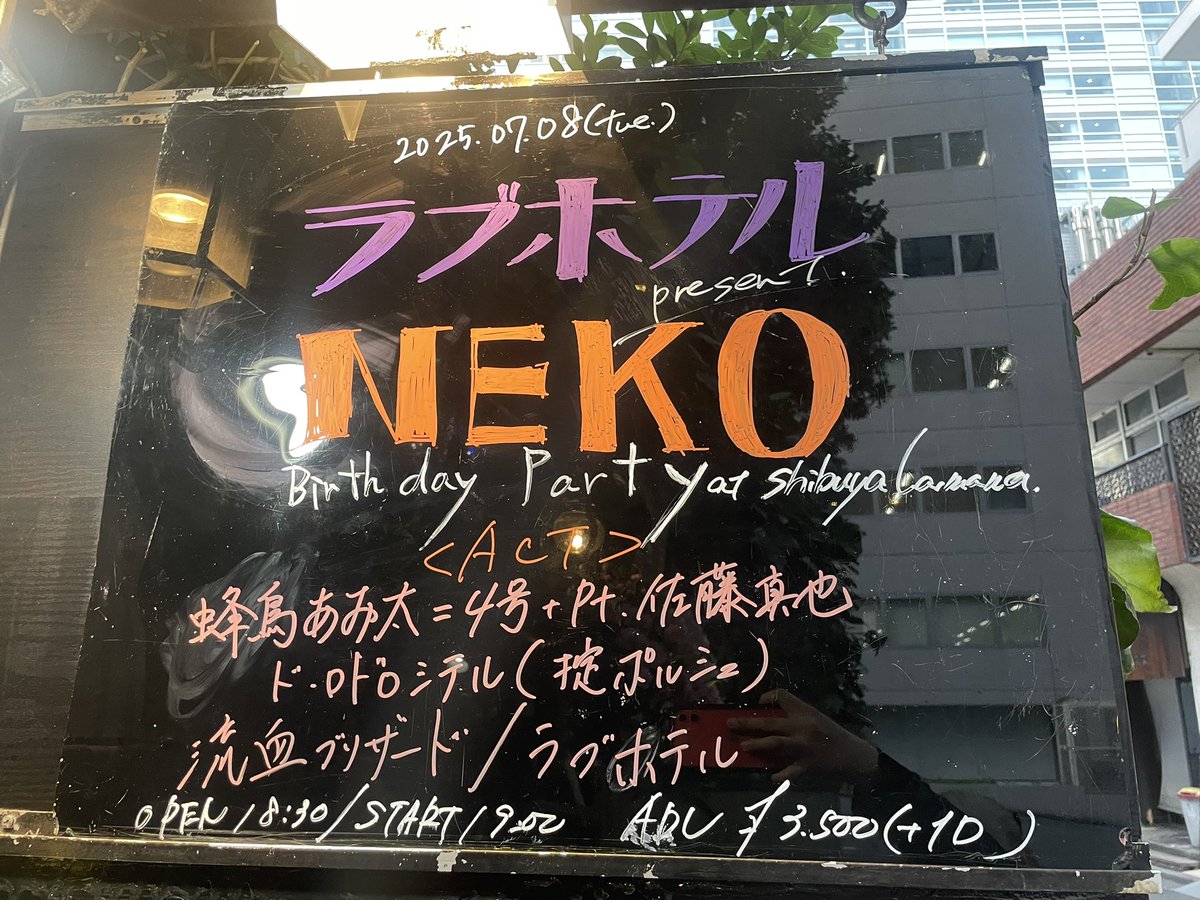 2025.07.08(tue.)
ラブホテル
present.
NEKO
Birthday Party at shibuya Lamama.
<ACT>
蜂鳥あみ太=4号+Pt.佐藤真也
ド・ロドロシテル(掟ポルシェ)
流血ブリザード/ラブホテル
OPEN 18:30/START 19:00 ADV ¥3.500(+1D)